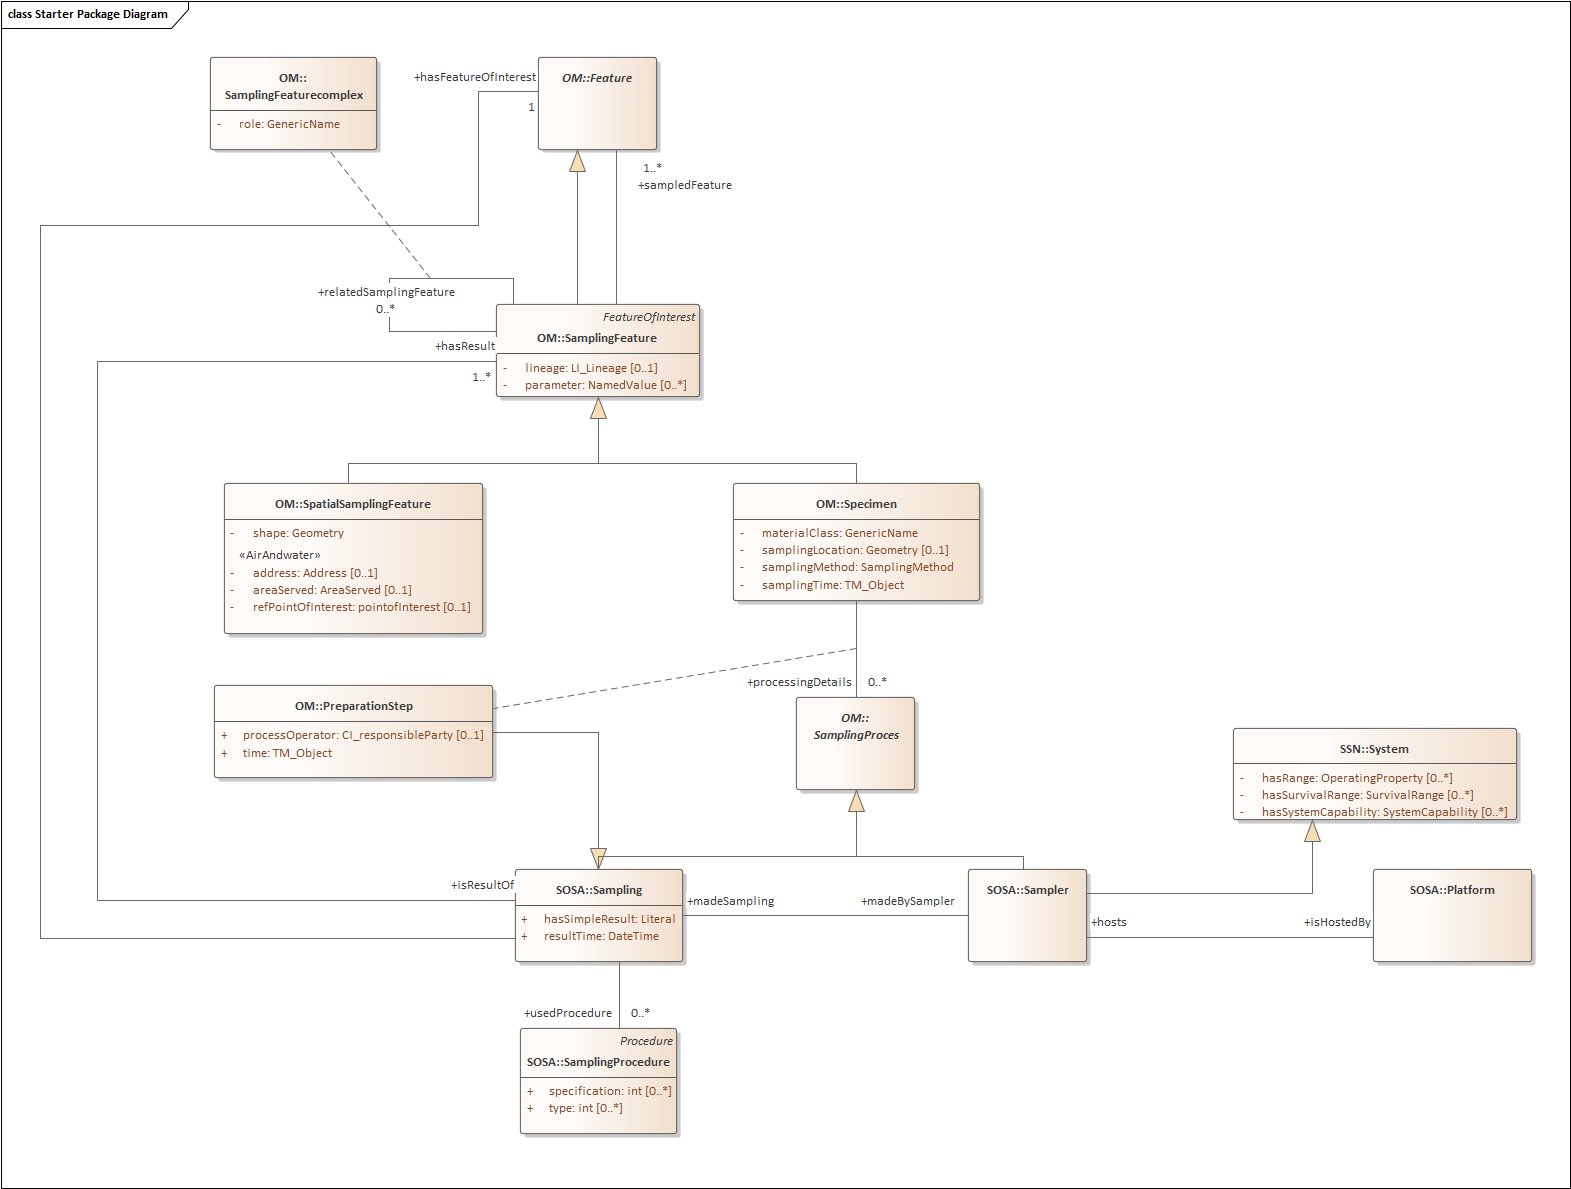 class Starter Package Diagram
OM::
SamplingFeaturecomplex
- role: GenericName
+hasFeatureOfInterest
1
OM::Feature
1..*
+sampledFeature
+relatedSamplingFeature
0..*
FeatureOfInterest
OM::SamplingFeature
- lineage: LI_Lineage [0..1]
- parameter: NamedValue [0..*]
+hasResult
1..*
OM::SpatialSamplingFeature
- shape: Geometry
«AirAndwater»
- address: Address [0..1]
- areaServed: AreaServed [0..1]
- refPointOfInterest: pointofInterest [0..1]
OM::Specimen
- materialClass: GenericName
- samplingLocation: Geometry [0..1]
- samplingMethod: SamplingMethod
- samplingTime: TM_Object
+processingDetails
0..*
OM::PreparationStep
+ processOperator: CI_responsibleParty [0..1]
+ time: TM_Object
OM::
SamplingProces
SSN::System
- hasRange: OperatingProperty [0..*]
- hasSurvivalRange: SurvivalRange [0..*]
- hasSystemCapability: SystemCapability [0..*]
+isResultOf
SOSA::Sampling
+ hasSimpleResult: Literal
+ resultTime: DateTime
+madeSampling
+madeBySampler
SOSA::Sampler
+hosts
+isHostedBy
SOSA::Platform
+usedProcedure
0..*
Procedure
SOSA::SamplingProcedure
+ specification: int [0..*]
+ type: int [0..*]